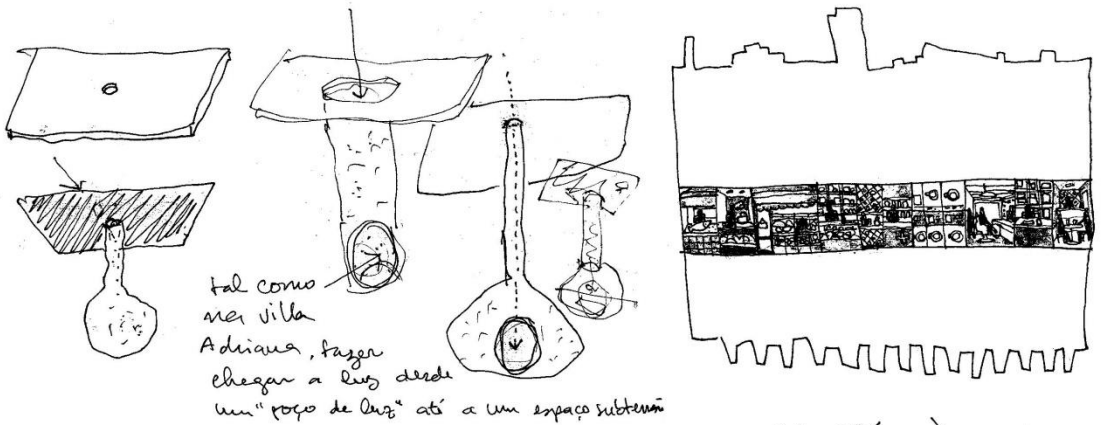 tal como
na villa
Adriana, fazer
chegar a luz desde
um "poço de luz" até a um espaço subterrâneo